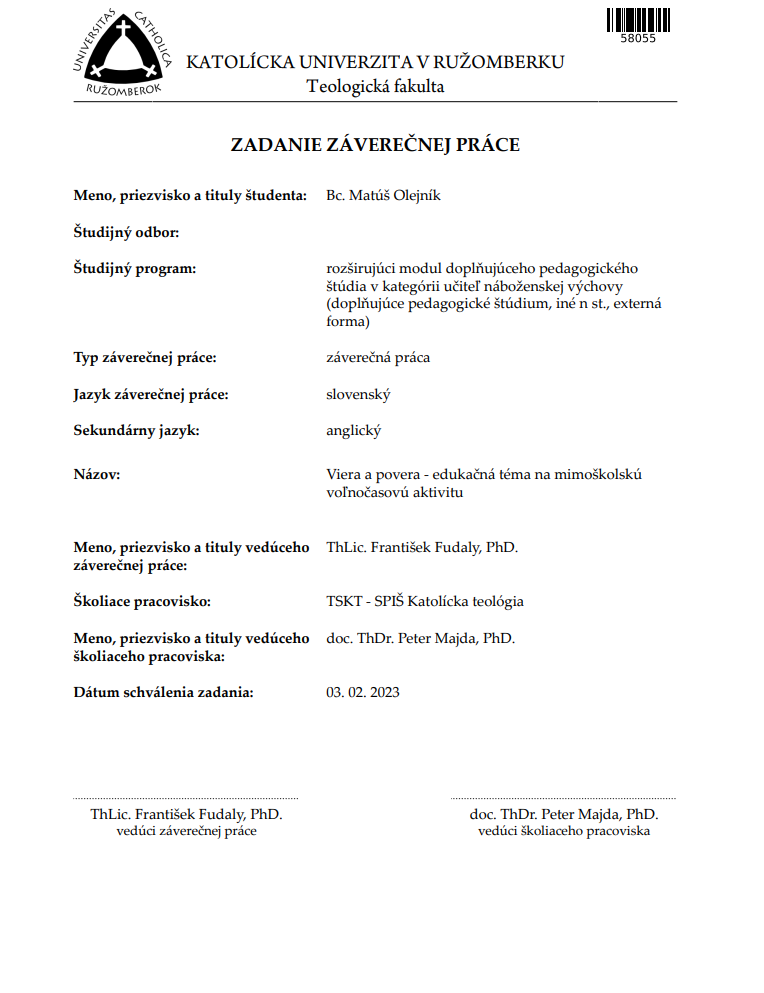 UNIVERSITAS CATHOLICA
RUŽOMBEROK
58055
KATOLÍCKA UNIVERZITA V RUŽOMBERKU
Teologická fakulta
ZADANIE ZÁVEREČNEJ PRÁCE
Meno, priezvisko a tituly študenta: Bc. Matúš Olejník
Študijný odbor:
Študijný program: rozširujúci modul doplňujúceho pedagogického
štúdia v kategórii učiteľ náboženskej výchovy
(doplňujúce pedagogické štúdium, iné n st., externá
forma)
Typ záverečnej práce: záverečná práca
Jazyk záverečnej práce: slovenský
Sekundárny jazyk: anglický
Názov: Viera a povera - edukačná téma na mimoškolskú
voľnočasovú aktivitu
Meno, priezvisko a tituly vedúceho ThLic. František Fudaly, PhD.
záverečnej práce:
Školiace pracovisko: TSKT - SPIŠ Katolícka teológia
Meno, priezvisko a tituly vedúceho doc. ThDr. Peter Majda, PhD.
školiaceho pracoviska:
Dátum schválenia zadania: 03. 02. 2023
ThLic. František Fudaly, PhD. doc. ThDr. Peter Majda, PhD.
vedúci záverečnej práce vedúci školiaceho pracoviska